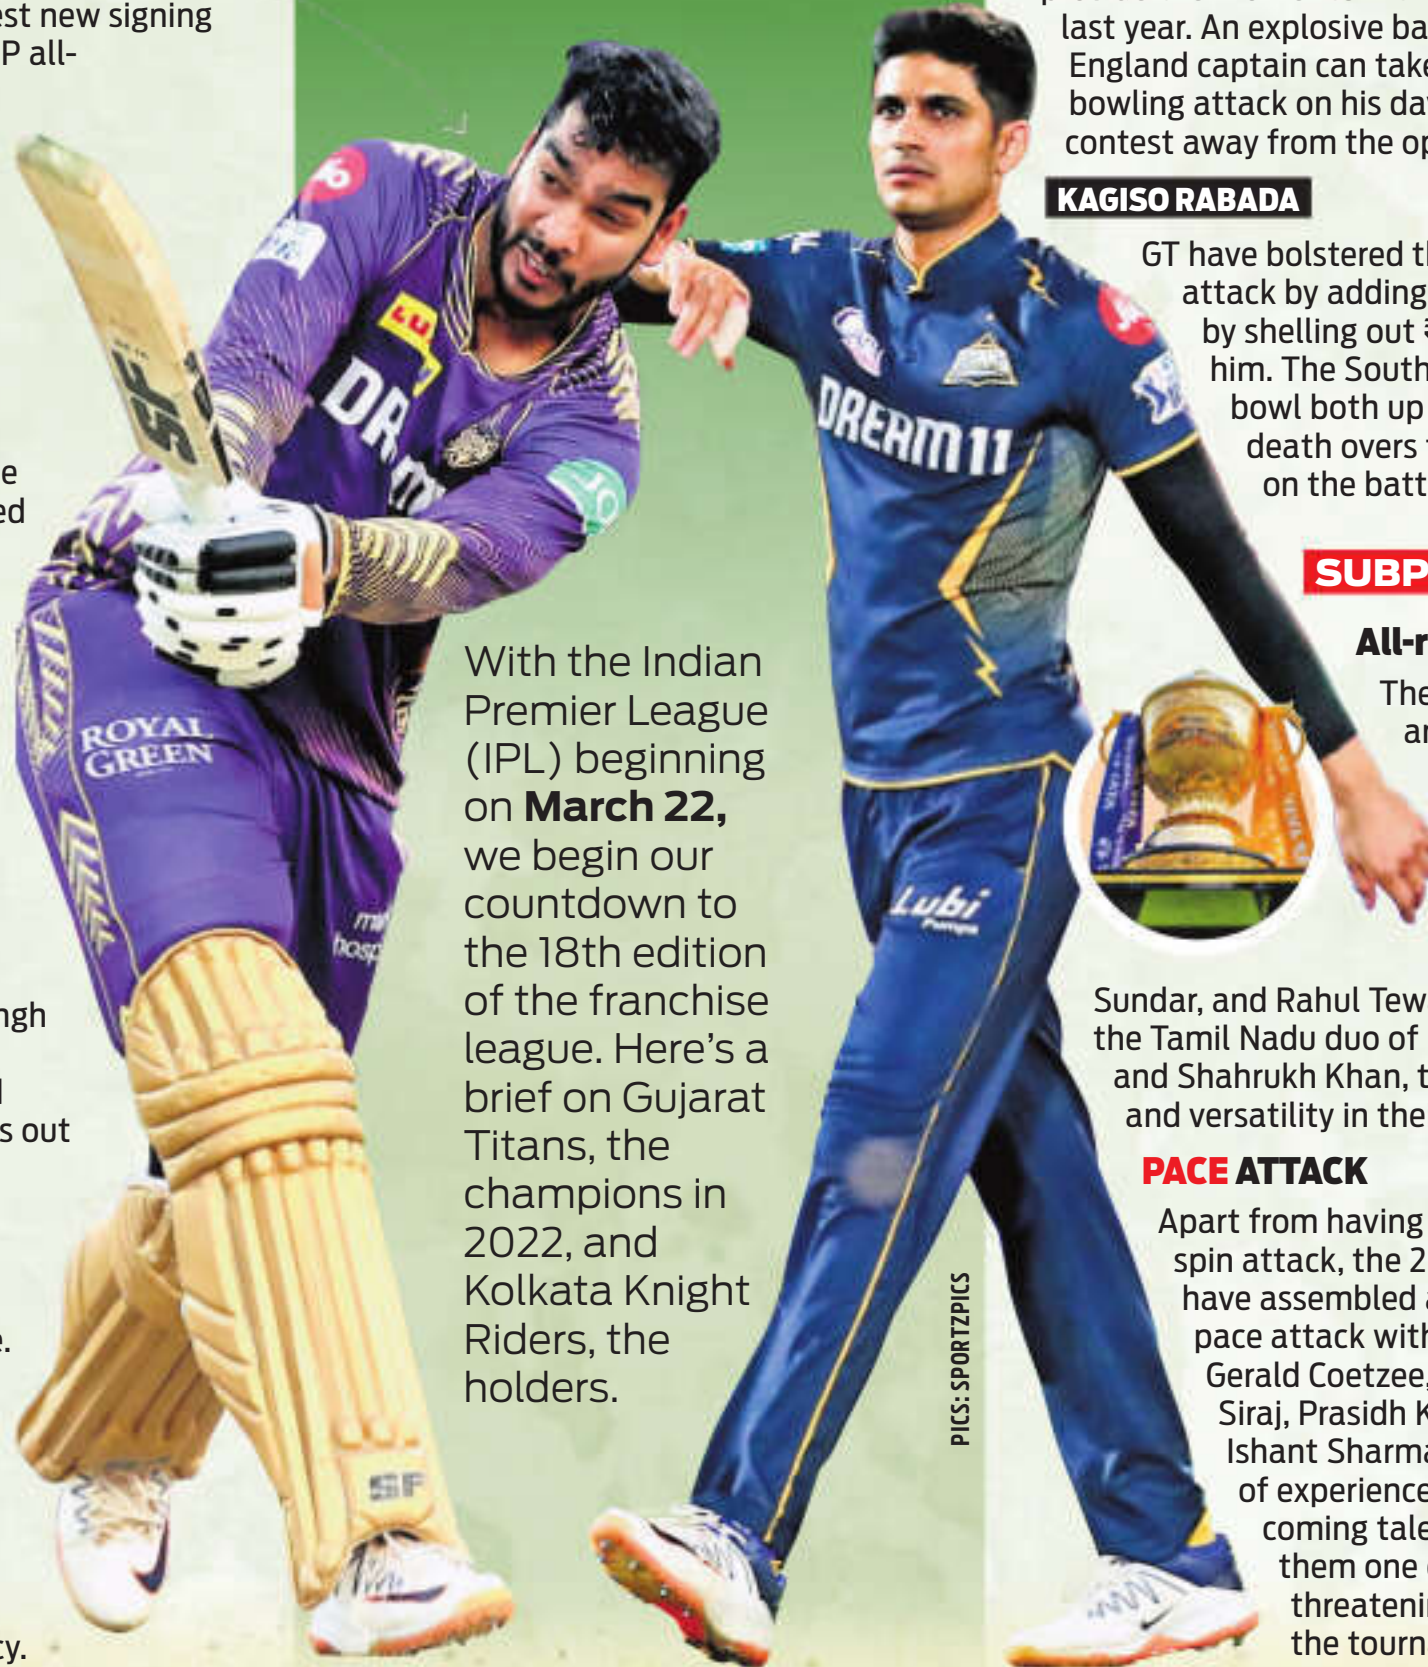 est new signing
P all-
e
ed
ngh
s out
e.
cy.
SF
DR
ROYAL
GREEN
SF
With the Indian
Premier League
(IPL) beginning
on March 22,
we begin our
countdown to
the 18th edition
of the franchise
league. Here's a
brief on Gujarat
Titans, the
champions in
2022, and
Kolkata Knight
Riders, the
holders.
DREAM11
Lubi
Pumps
PICS: SPORTZPICS
last year. An explosive ba
England captain can take
bowling attack on his da
contest away from the op
KAGISO RABADA
GT have bolstered th
attack by adding
by shelling out ₹
him. The South
bowl both up
death overs
on the batt
SUBP
All-r
The
ar
Sundar, and Rahul Tew
the Tamil Nadu duo of
and Shahrukh Khan, t
and versatility in the
PACE ATTACK
Apart from having
spin attack, the 2
have assembled a
pace attack with
Gerald Coetzee,
Siraj, Prasidh K
Ishant Sharma
of experience
coming tale
them one
threatenin
the tourn